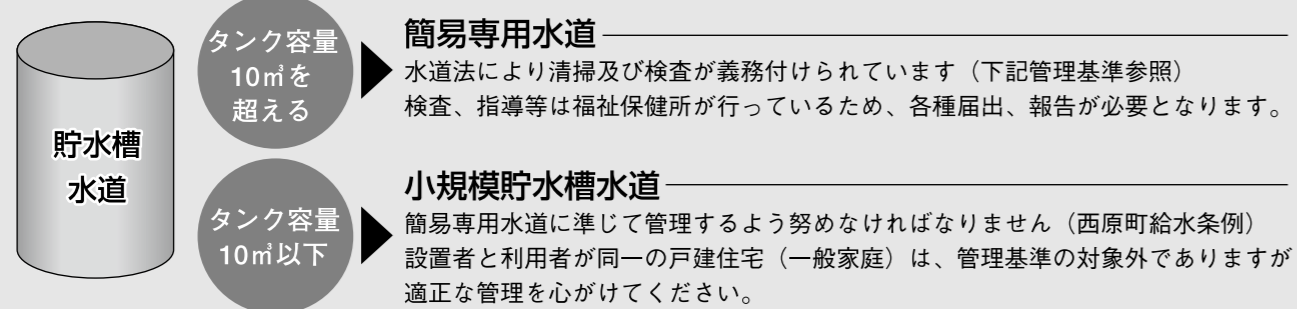 貯水槽
水道
タンク容量
10㎥を
超える
簡易専用水道
水道法により清掃及び検査が義務付けられています（下記管理基準参照）
検査、指導等は福祉保健所が行っているため、各種届出、報告が必要となります。
タンク容量
10㎥以下
小規模貯水槽水道
簡易専用水道に準じて管理するよう努めなければなりません（西原町給水条例）
設置者と利用者が同一の戸建住宅（一般家庭）は、管理基準の対象外でありますが
適正な管理を心がけてください。